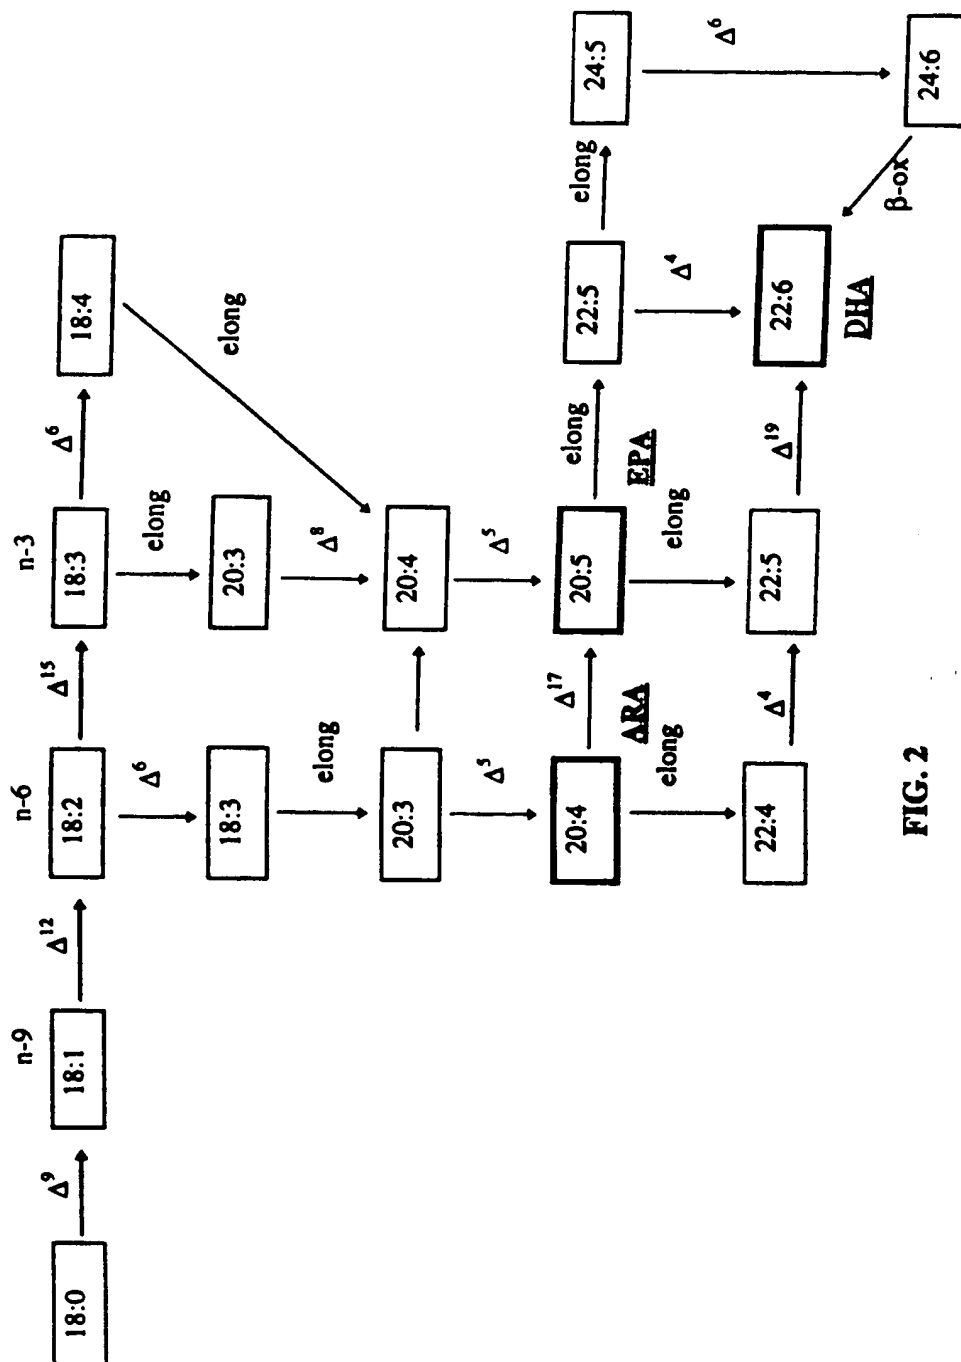 n-9 n-6 n-3
18:0 Δ9 18:1 Δ12 18:2 Δ15 18:3 Δ6 18:4
Δ6 elong elong
18:3 20:3
elong Δ8
20:3 20:4
Δ5 Δ5 elong elong
20:4 Δ17 20:5 22:5 24:5
ARA EPA
elong elong Δ4 Δ6
22:4 Δ4 22:5 Δ19 22:6 β-ox 24:6
DHA
FIG. 2